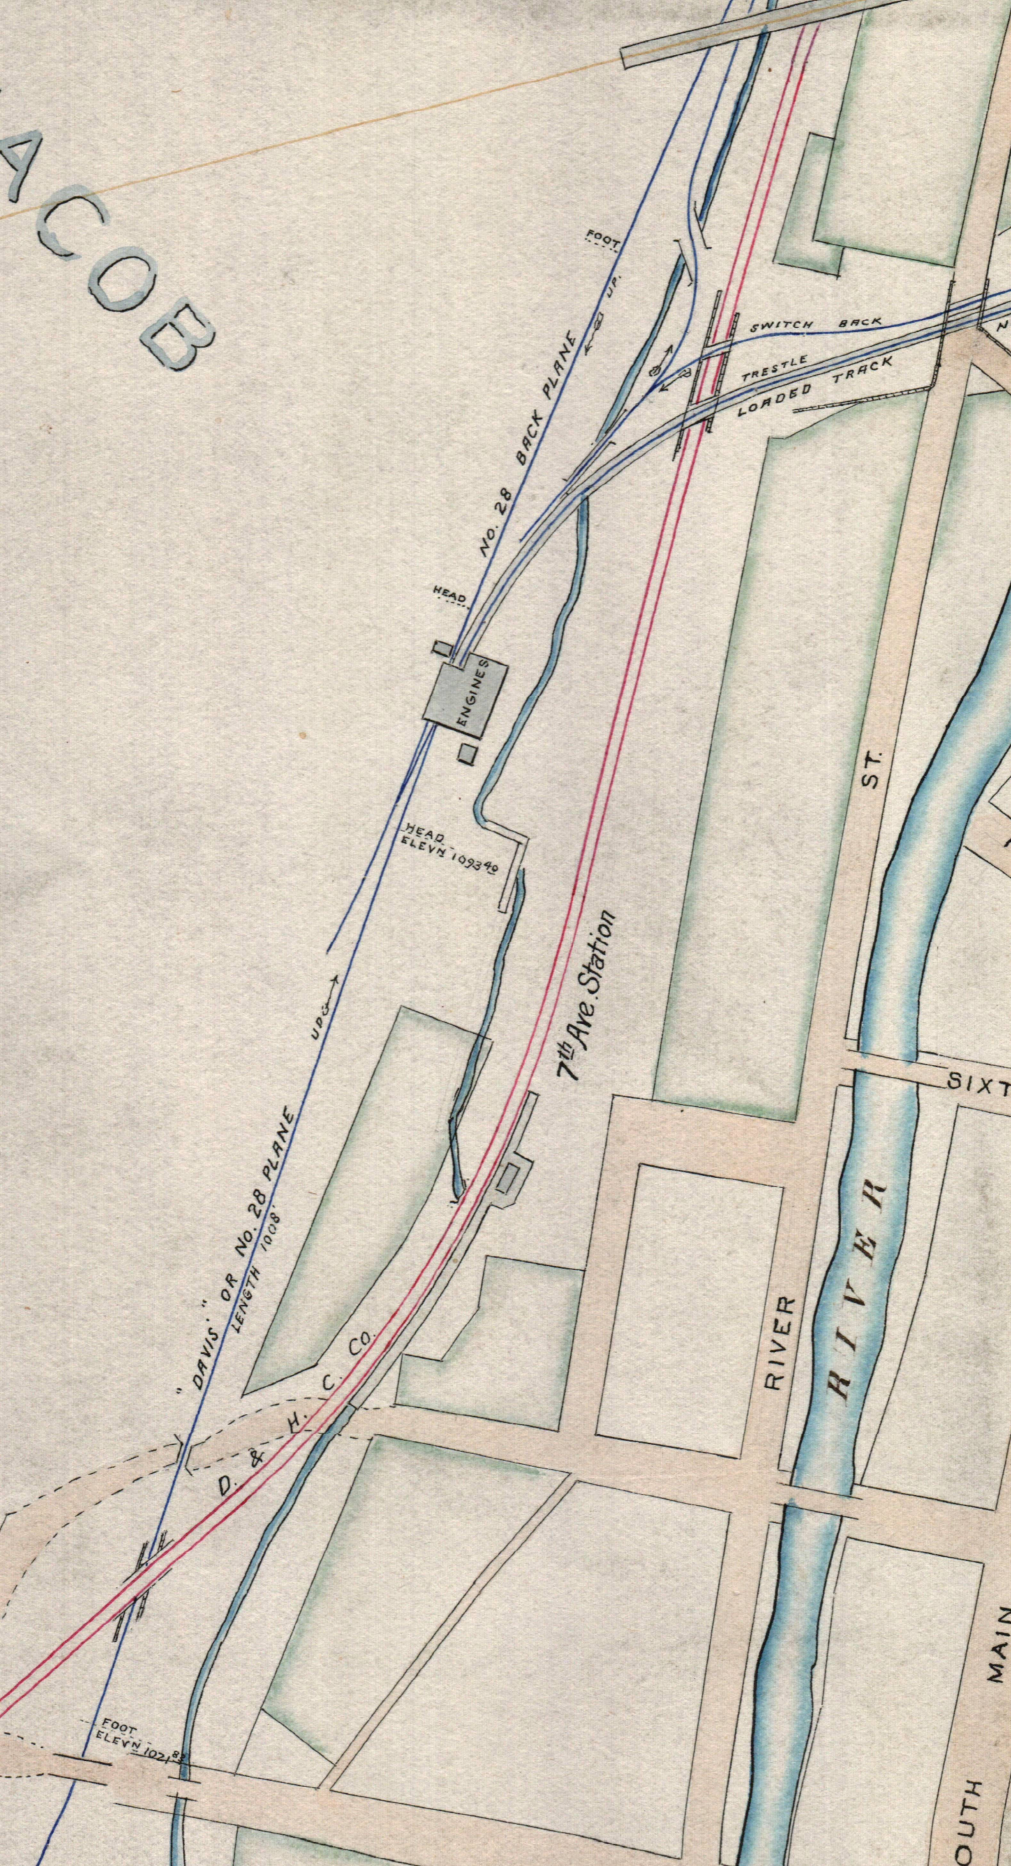 ACOB
FOOT
UP.
NO. 28 BACK PLANE
SWITCH BACK
TRESTLE
LOADED TRACK
N
HEAD
ENGINES
HEAD
ELEVN 1093 40
ST.
7th Ave. Station
UP
SIXT
"DAVIS'" OR No. 28 PLANE
LENGTH 1008'
RIVER
RIVER
D. & H. C. Co.
FOOT
ELEVN 1021
MAIN
OUTH